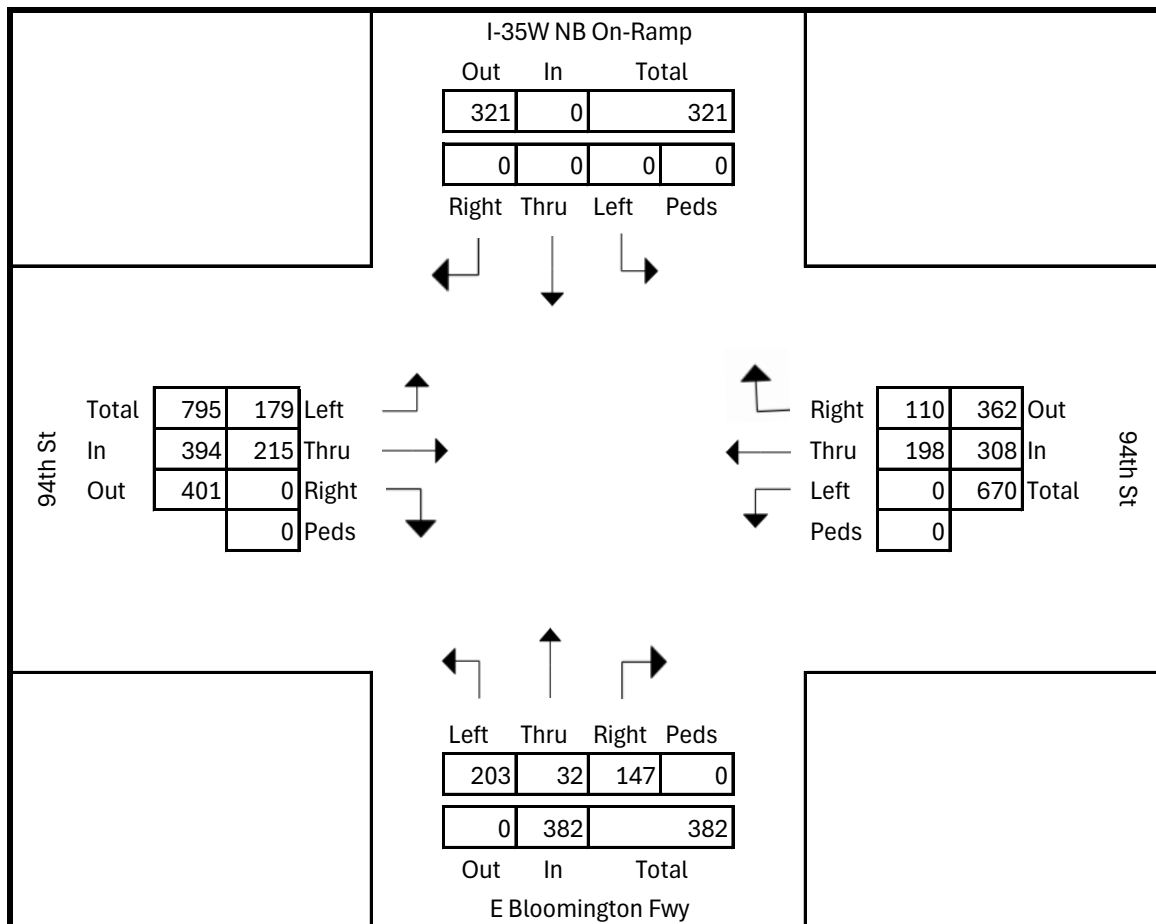 I-35W NB On-Ramp
Out In Total
321 0 321
0 0 0 0
Right Thru Left Peds
94th St
Total 795 179 Left
In 394 215 Thru
Out 401 0 Right
0 Peds
Right 110 362 Out
Thru 198 308 In
Left 0 670 Total
Peds 0
94th St
Left Thru Right Peds
203 32 147 0
0 382 382
Out In Total
E Bloomington Fwy